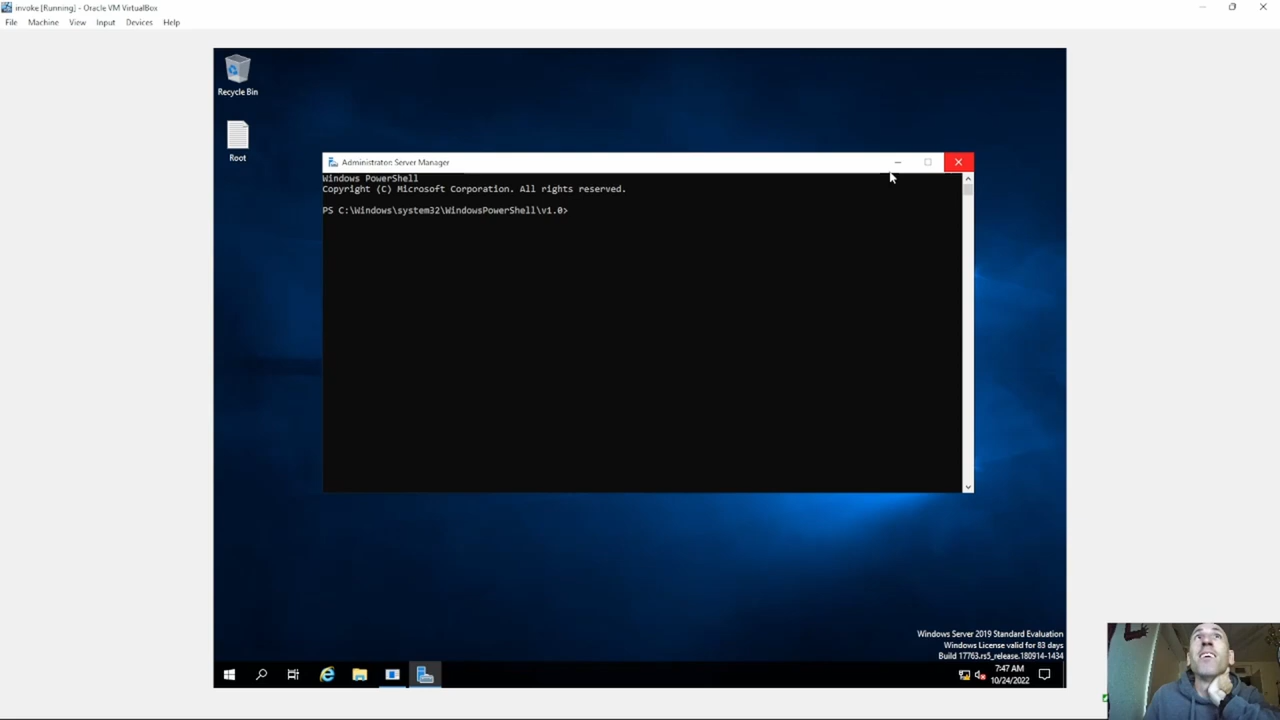 invoke [Running] - Oracle VM VirtualBox
File Machine View Input Devices Help
Recycle Bin
Root
Administrator: Server Manager
Windows PowerShell
Copyright (C) Microsoft Corporation. All rights reserved.
PS C:\Windows\system32\WindowsPowerShell\v1.0>
Windows Server 2019 Standard Evaluation
Windows License valid for 83 days
Build 17763.rs5_release.180914-1434
7:47 AM
10/24/2022